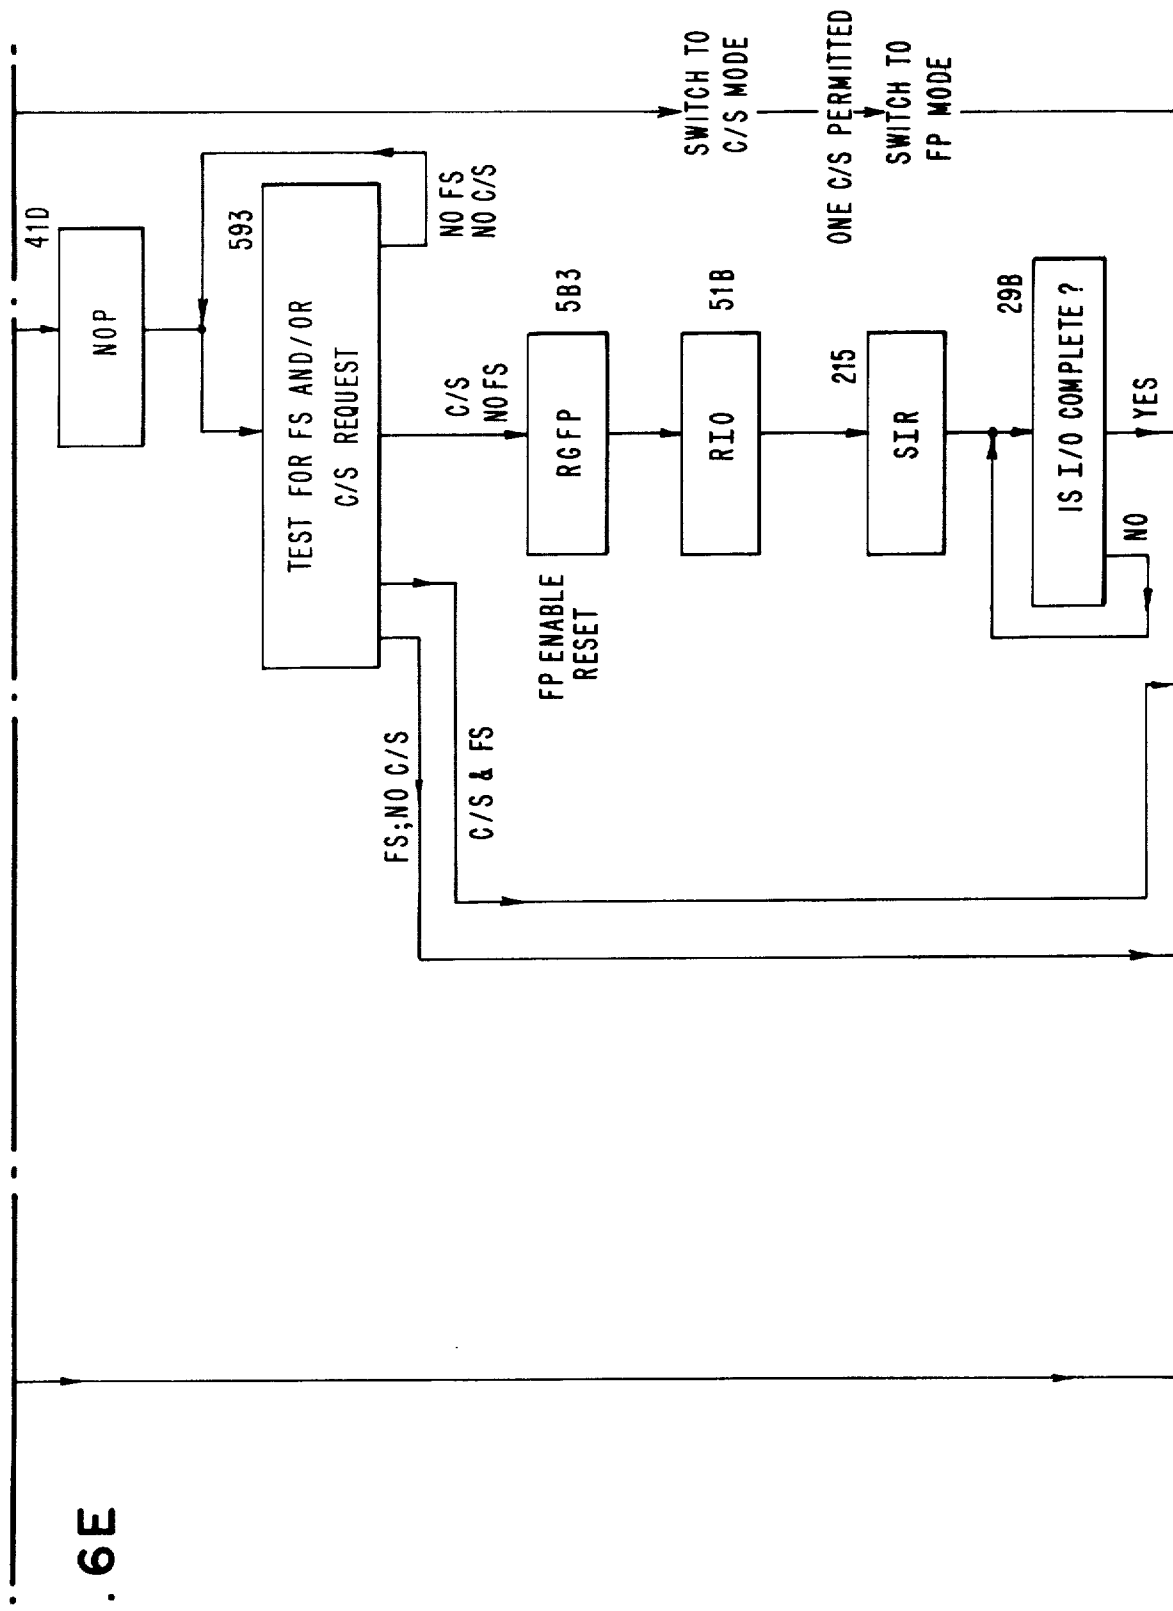 . 6E
41D
NOP
593
TEST FOR FS AND/OR
C/S REQUEST
NO FS
NO C/S
FS;NO C/S
C/S & FS
C/S
NO FS
FP ENABLE
RESET
RGFP
5B3
RIO
51B
215
SIR
29B
IS I/O COMPLETE?
NO
YES
SWITCH TO
C/S MODE
ONE C/S PERMITTED
SWITCH TO
FP MODE